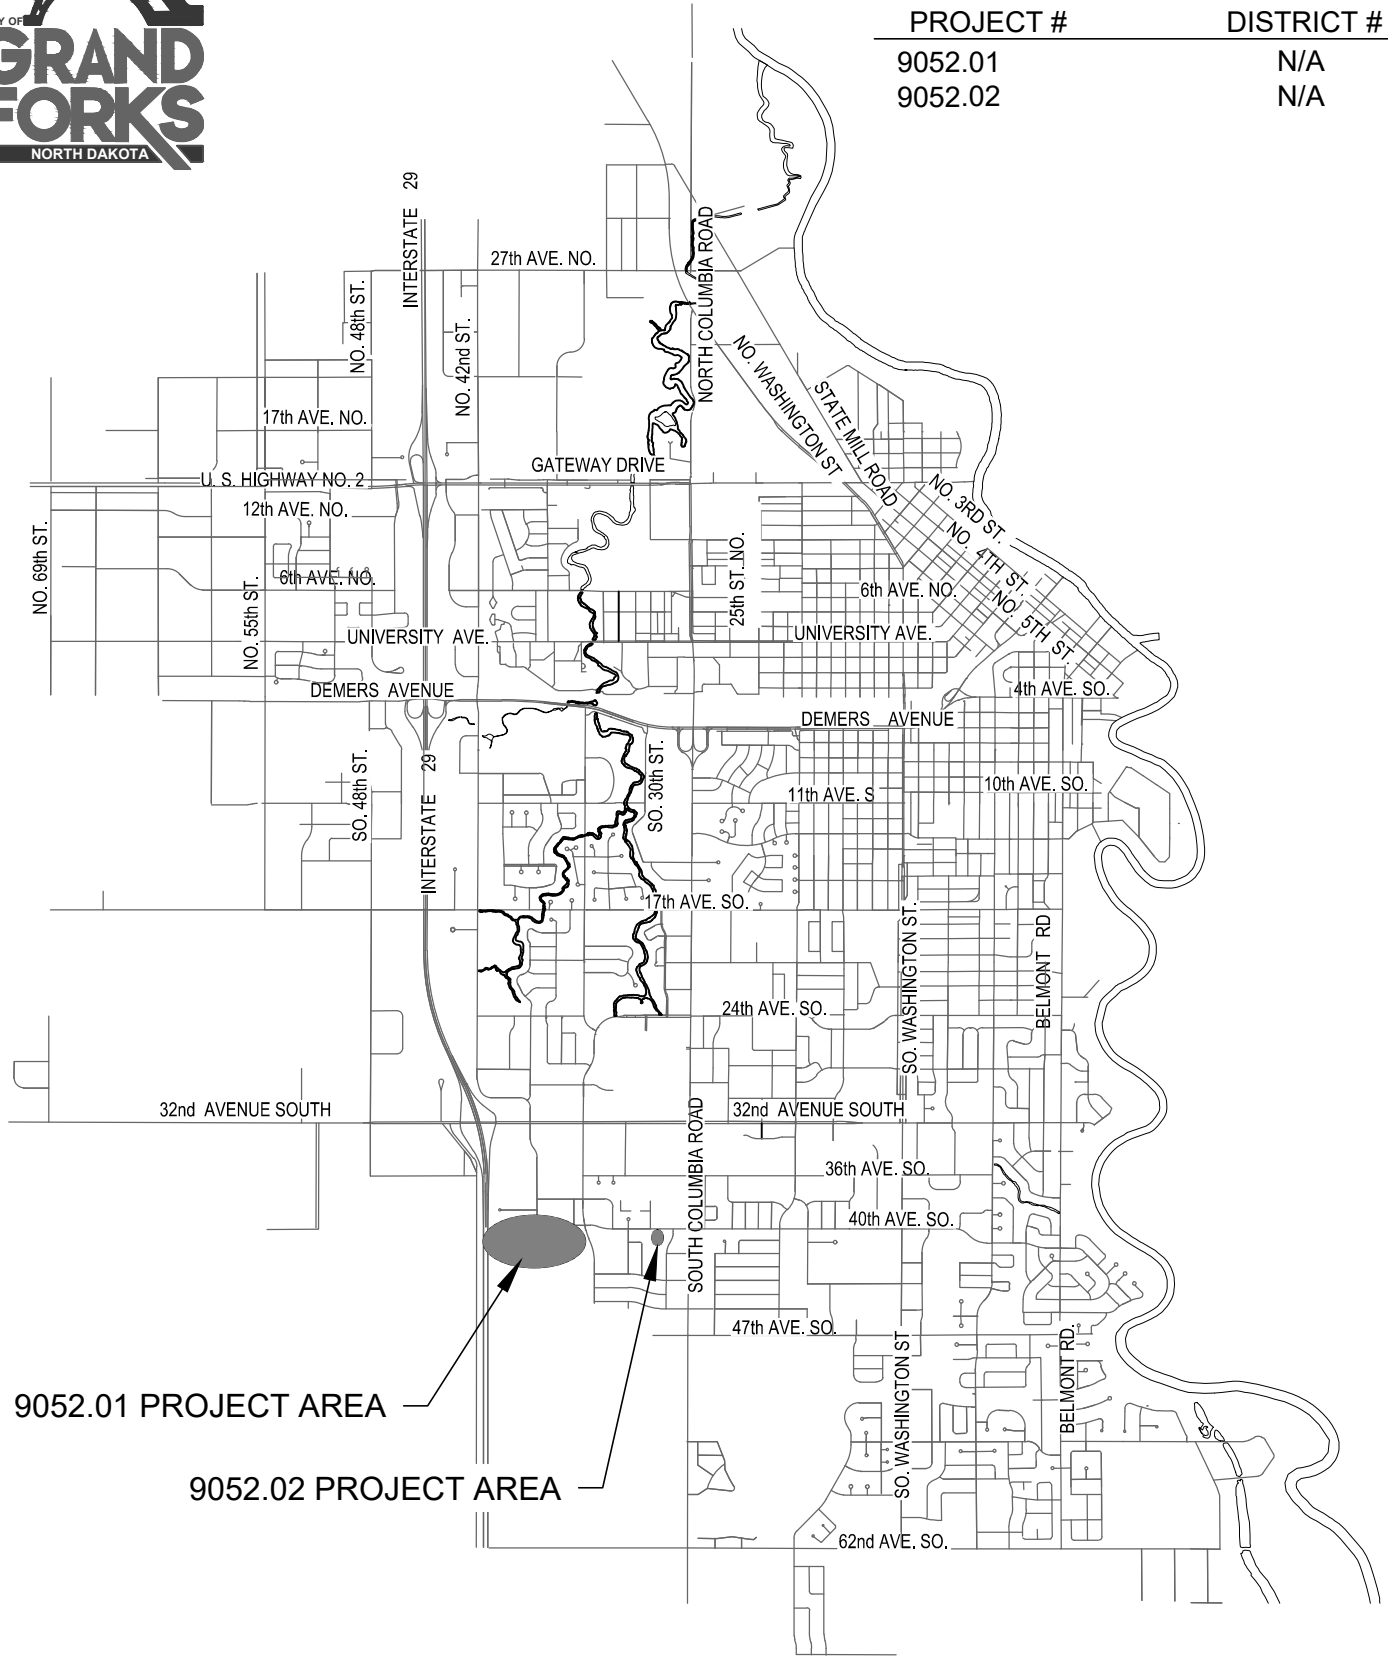 Y OF
GRAND
FORKS
NORTH DAKOTA
PROJECT # DISTRICT #
9052.01 N/A
9052.02 N/A
INTERSTATE 29
27th AVE. NO.
NORTH COLUMBIA ROAD
NO. 48th ST.
NO. 42nd ST.
NO. WASHINGTON ST
STATE MILL ROAD
17th AVE. NO.
GATEWAY DRIVE
U. S. HIGHWAY NO. 2
12th AVE. NO.
NO. 3RD ST.
NO. 4TH ST.
NO. 5TH ST.
NO. 69th ST.
25th ST. NO.
6th AVE. NO.
6th AVE. NO.
NO. 55th ST.
UNIVERSITY AVE.
UNIVERSITY AVE.
DEMERS AVENUE
4th AVE. SO.
DEMERS AVENUE
SO. 48th ST.
INTERSTATE 29
SO. 30th ST.
11th AVE. S
10th AVE. SO.
17th AVE. SO.
SO. WASHINGTON ST.
BELMONT RD
24th AVE. SO.
32nd AVENUE SOUTH
32nd AVENUE SOUTH
SOUTH COLUMBIA ROAD
36th AVE. SO.
40th AVE. SO.
47th AVE. SO.
SO. WASHINGTON ST
BELMONT RD.
9052.01 PROJECT AREA
9052.02 PROJECT AREA
62nd AVE. SO.